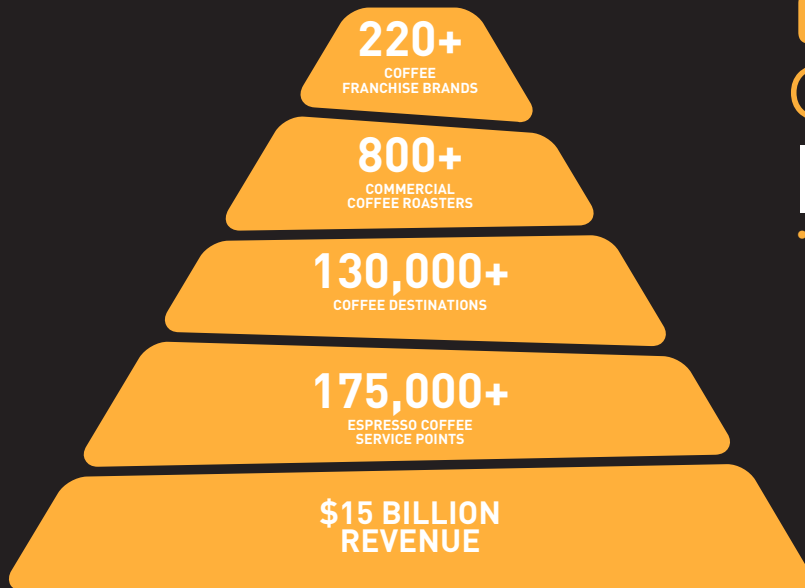 220+
COFFEE
FRANCHISE BRANDS
800+
COMMERCIAL
COFFEE ROASTERS
130,000+
COFFEE DESTINATIONS
175,000+
ESPRESSO COFFEE
SERVICE POINTS
$15 BILLION
REVENUE